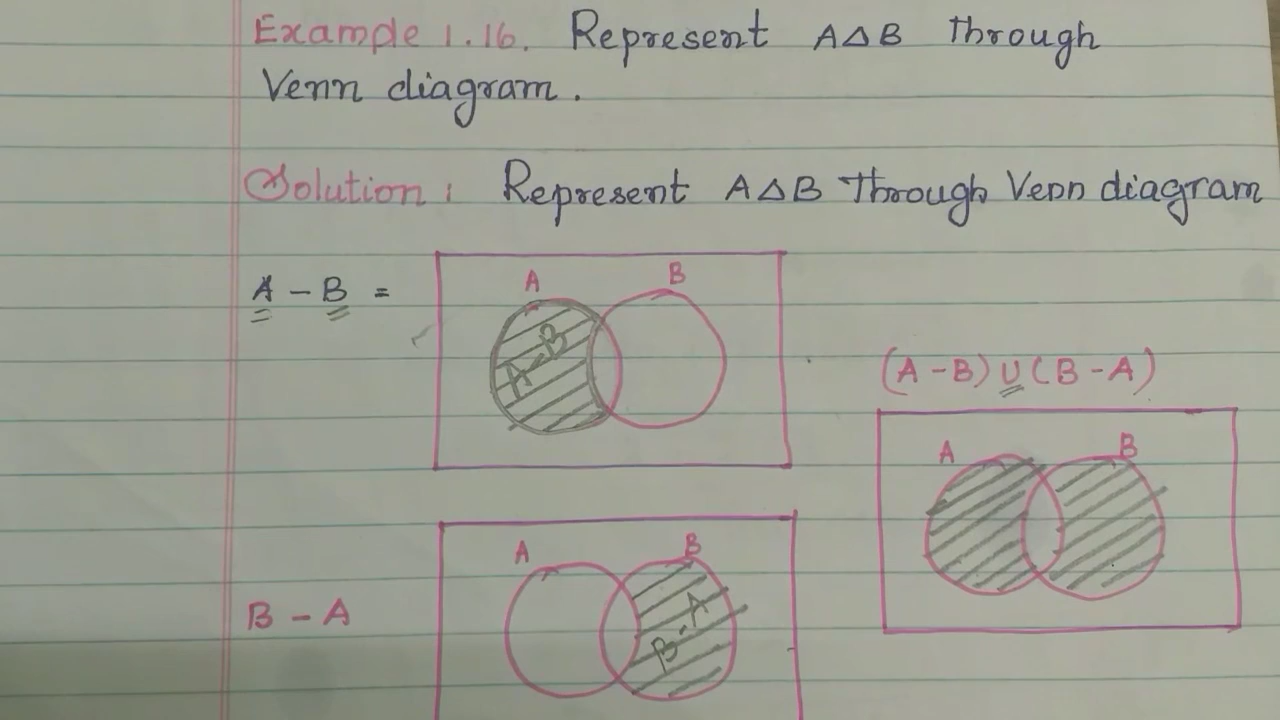 Example 1.16. Represent A∆B Through
Venn diagram.
Solution: Represent A∆B Through Venn diagram
A - B =
A B
A-B
(A-B) ∪ (B-A)
A B
A B
B - A
B-A